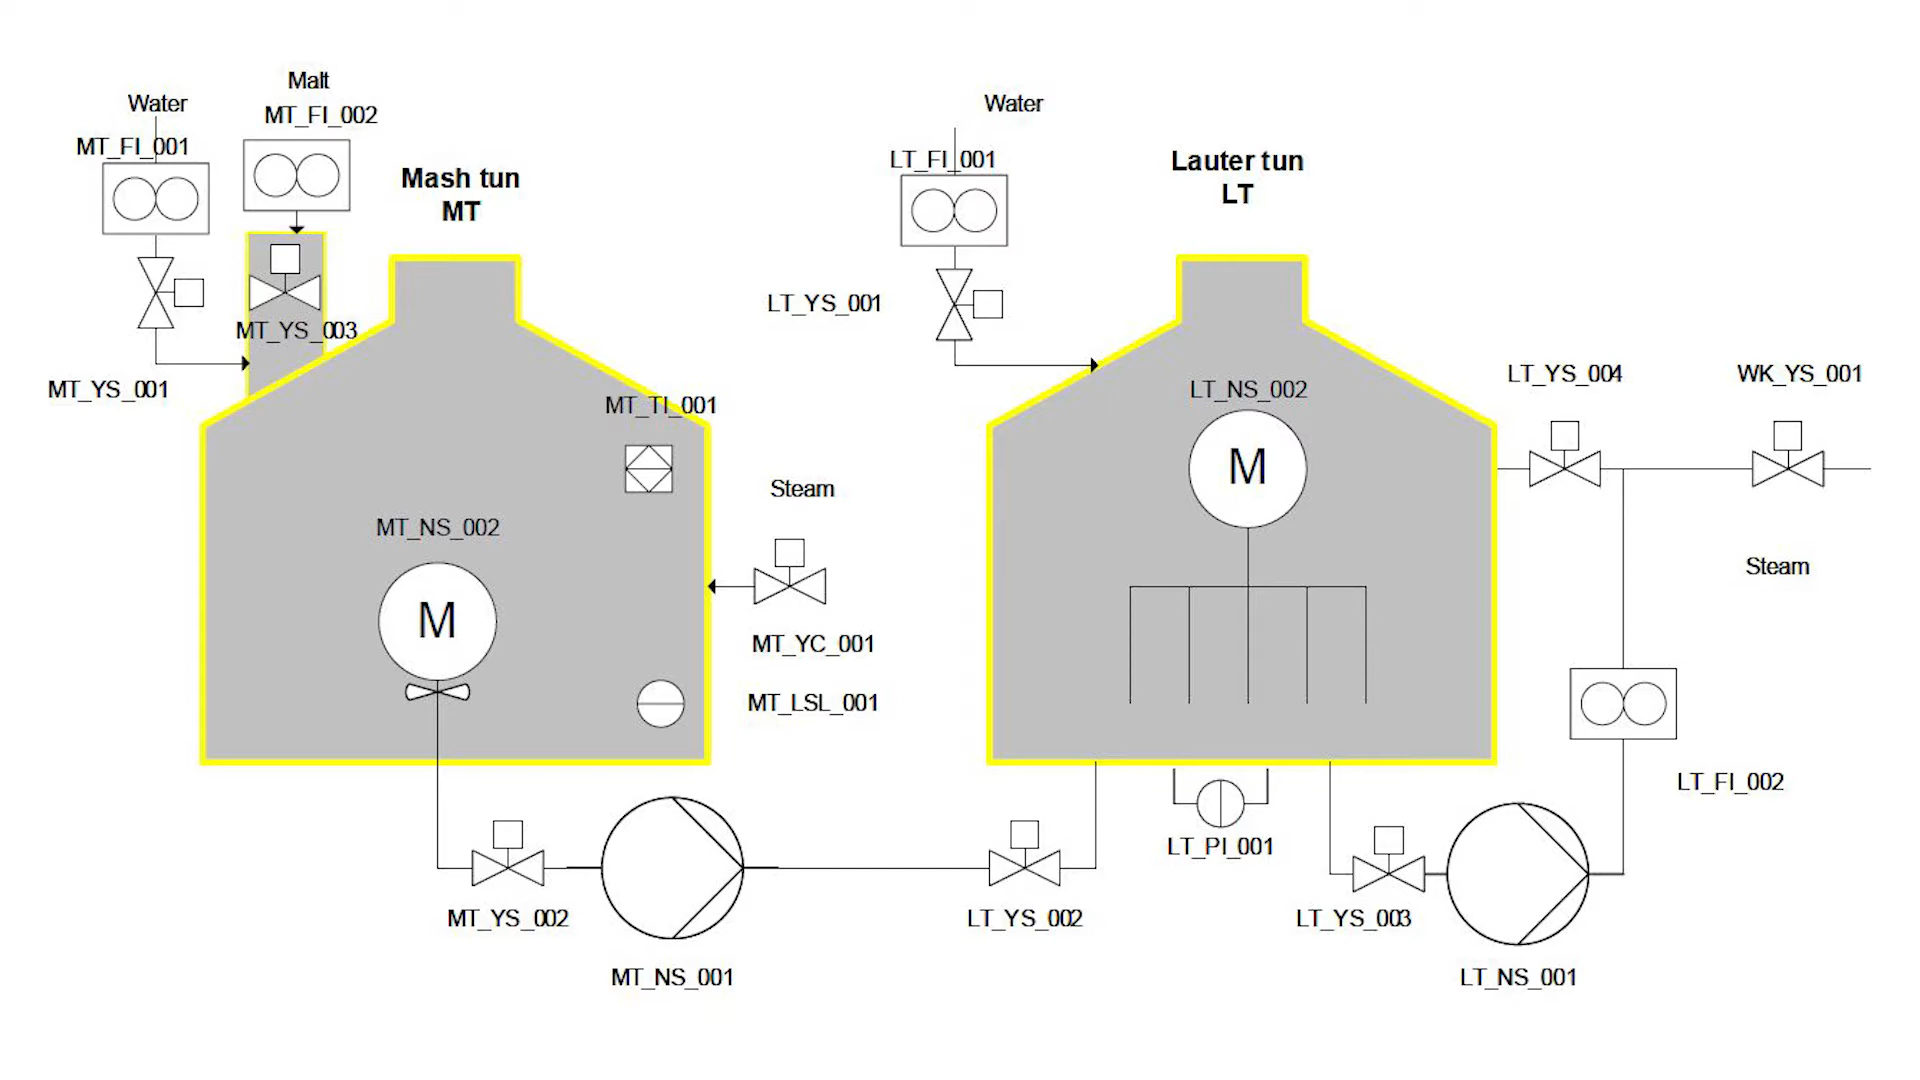 Malt
Water
MT_FI_002
Water
MT_FI_001
LT_FI_001
Mash tun
MT
Lauter tun
LT
LT_YS_001
MT_YS_003
MT_YS_001
LT_NS_002
LT_YS_004
WK_YS_001
MT_TI_001
M
Steam
MT_NS_002
Steam
M
MT_YC_001
MT_LSL_001
LT_FI_002
LT_PI_001
MT_YS_002
LT_YS_002
LT_YS_003
MT_NS_001
LT_NS_001